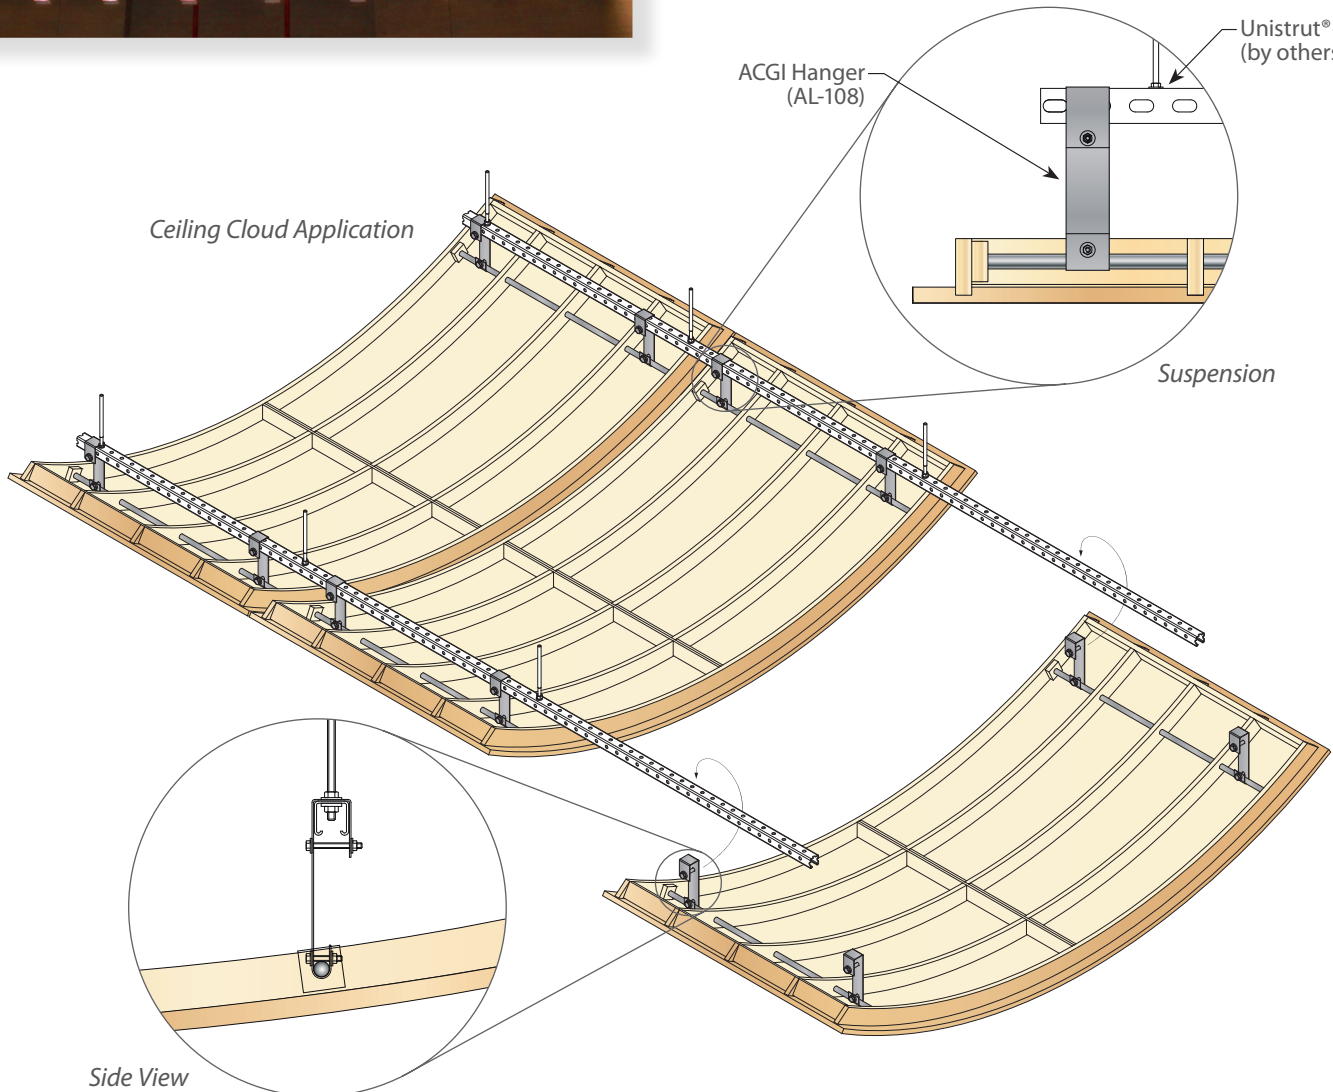 Unistrut®
(by others
ACGI Hanger
(AL-108)
Ceiling Cloud Application
Suspension
Side View